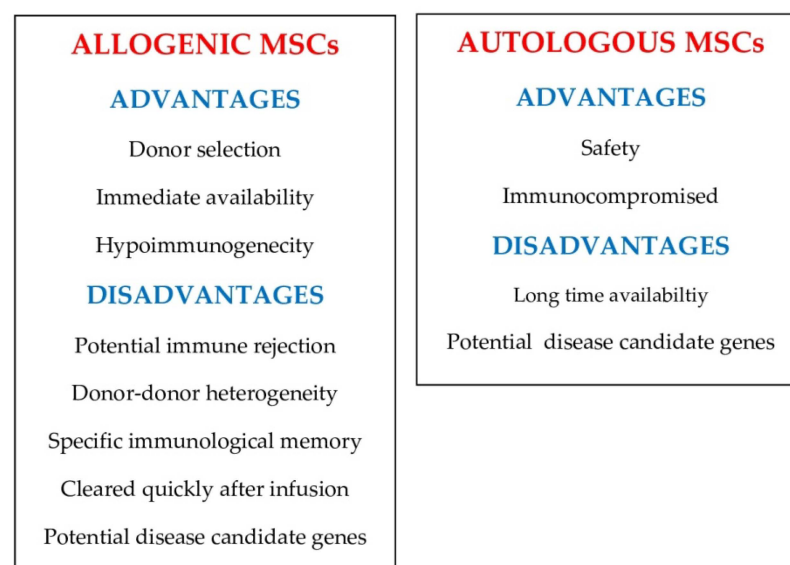 ALLOGENIC MSCs
ADVANTAGES
Donor selection
Immediate availability
Hypoimmunogenecity
DISADVANTAGES
Potential immune rejection
Donor-donor heterogeneity
Specific immunological memory
Cleared quickly after infusion
Potential disease candidate genes
AUTOLOGOUS MSCs
ADVANTAGES
Safety
Immunocompromised
DISADVANTAGES
Long time availabiltiy
Potential disease candidate genes